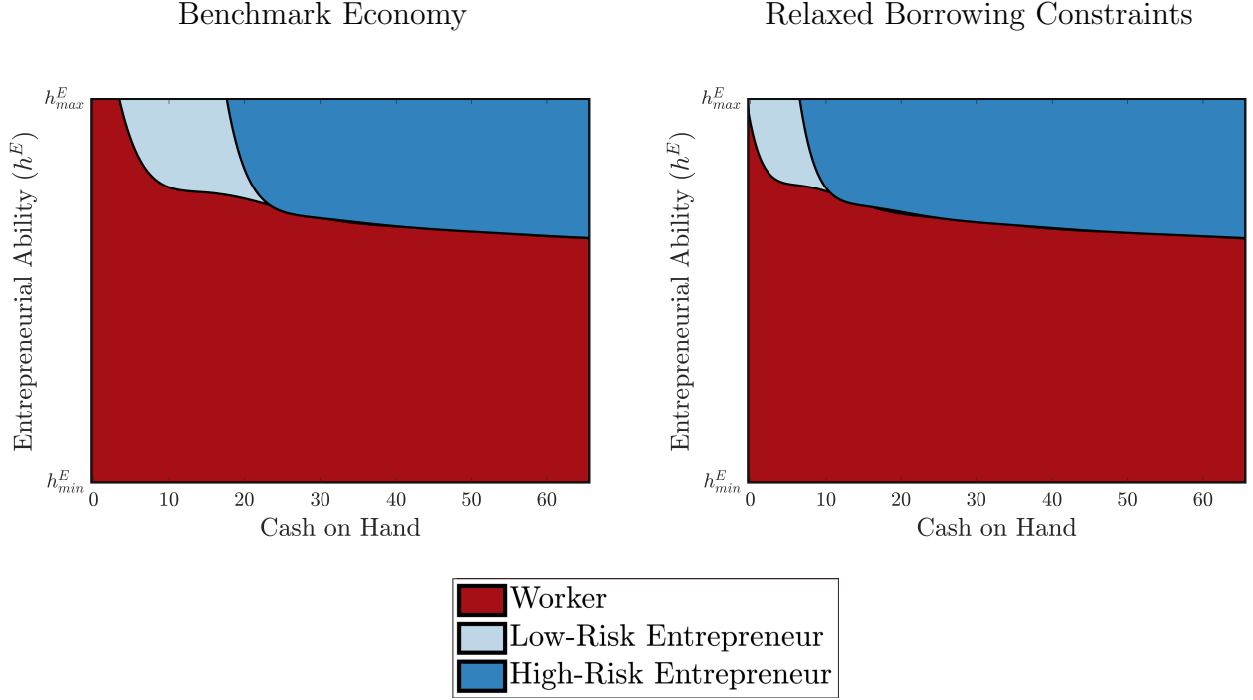 Benchmark Economy
Relaxed Borrowing Constraints
h^E_max
Entrepreneurial Ability (h^E)
h^E_min
0 10 20 30 40 50 60
Cash on Hand
h^E_max
Entrepreneurial Ability (h^E)
h^E_min
0 10 20 30 40 50 60
Cash on Hand
Worker
Low-Risk Entrepreneur
High-Risk Entrepreneur